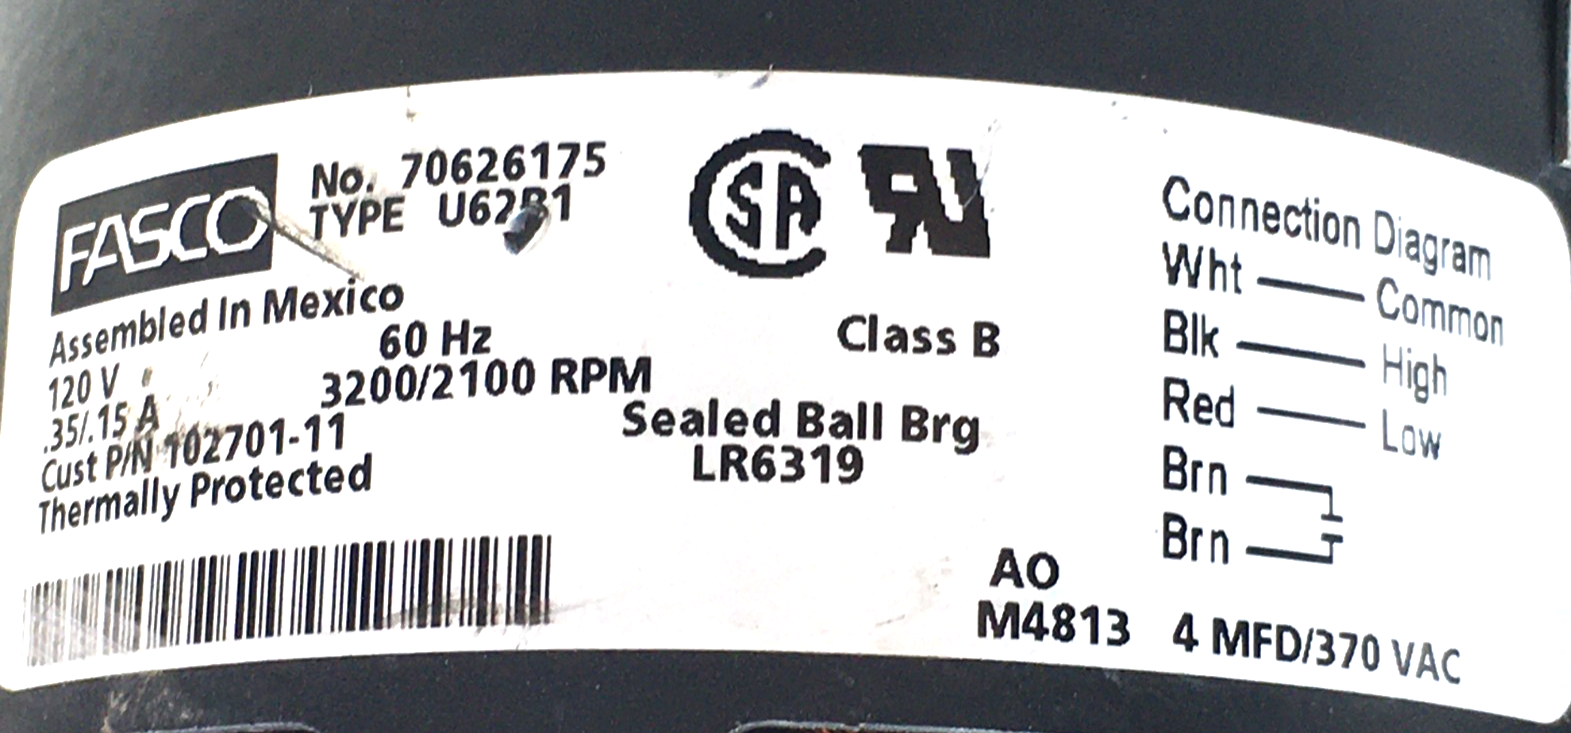 FASCO
No. 70626175
TYPE U62B1
Assembled In Mexico
120 V 60 Hz
.35/.15 A 3200/2100 RPM
Cust P/N 102701-11
Thermally Protected
CSA
RU
Class B
Sealed Ball Brg
LR6319
AO
M4813 4 MFD/370 VAC
Connection Diagram
Wht Common
Blk High
Red Low
Brn
Brn